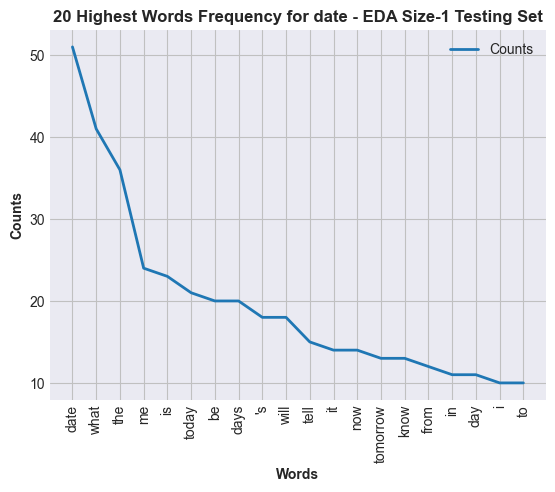 20 Highest Words Frequency for date - EDA Size-1 Testing Set
Counts
50
40
30
20
10
Counts
date
what
the
me
is
today
be
days
's
will
tell
it
now
tomorrow
know
from
in
day
i
to
Words